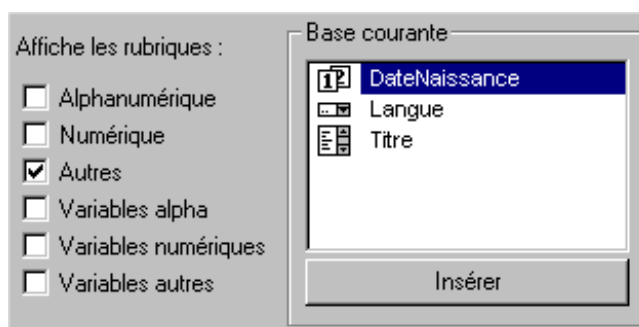 Affiche les rubriques :
Alphanumérique
Numérique
Autres
Variables alpha
Variables numériques
Variables autres
Base courante
DateNaissance
Langue
Titre
Insérer